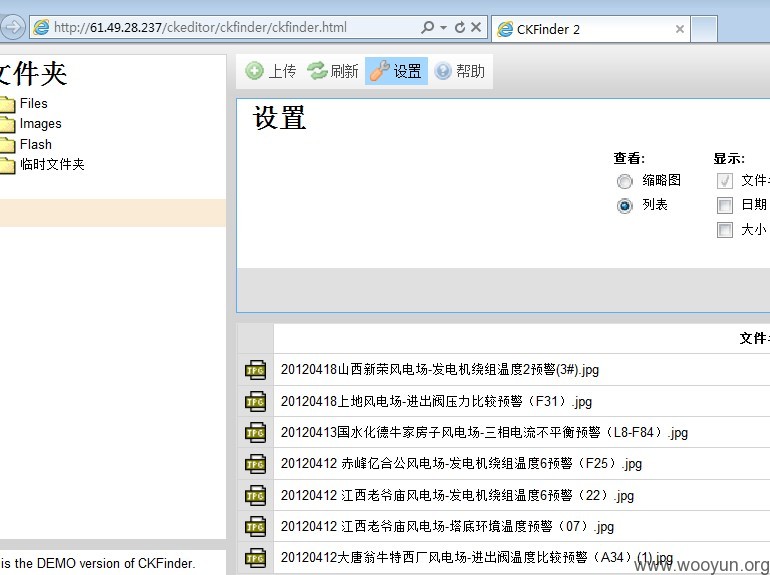 http://61.49.28.237/ckeditor/ckfinder/ckfinder.html
CKFinder 2
文件夹
Files
Images
Flash
临时文件夹
上传 刷新 设置 帮助
设置
查看: 显示:
缩略图 文件
列表 日期
大小
文件
20120418山西新荣风电场-发电机绕组温度2预警(3#).jpg
20120418上地风电场-进出阀压力比较预警（F31）.jpg
20120413国水化德牛家房子风电场-三相电流不平衡预警（L8-F84）.jpg
20120412 赤峰亿合公风电场-发电机绕组温度6预警（F25）.jpg
20120412 江西老爷庙风电场-发电机绕组温度6预警（22）.jpg
20120412 江西老爷庙风电场-塔底环境温度预警（07）.jpg
20120412大唐翁牛特西厂风电场-进出阀温度比较预警（A34）(1).jpg
is the DEMO version of CKFinder.
www.wooyun.org